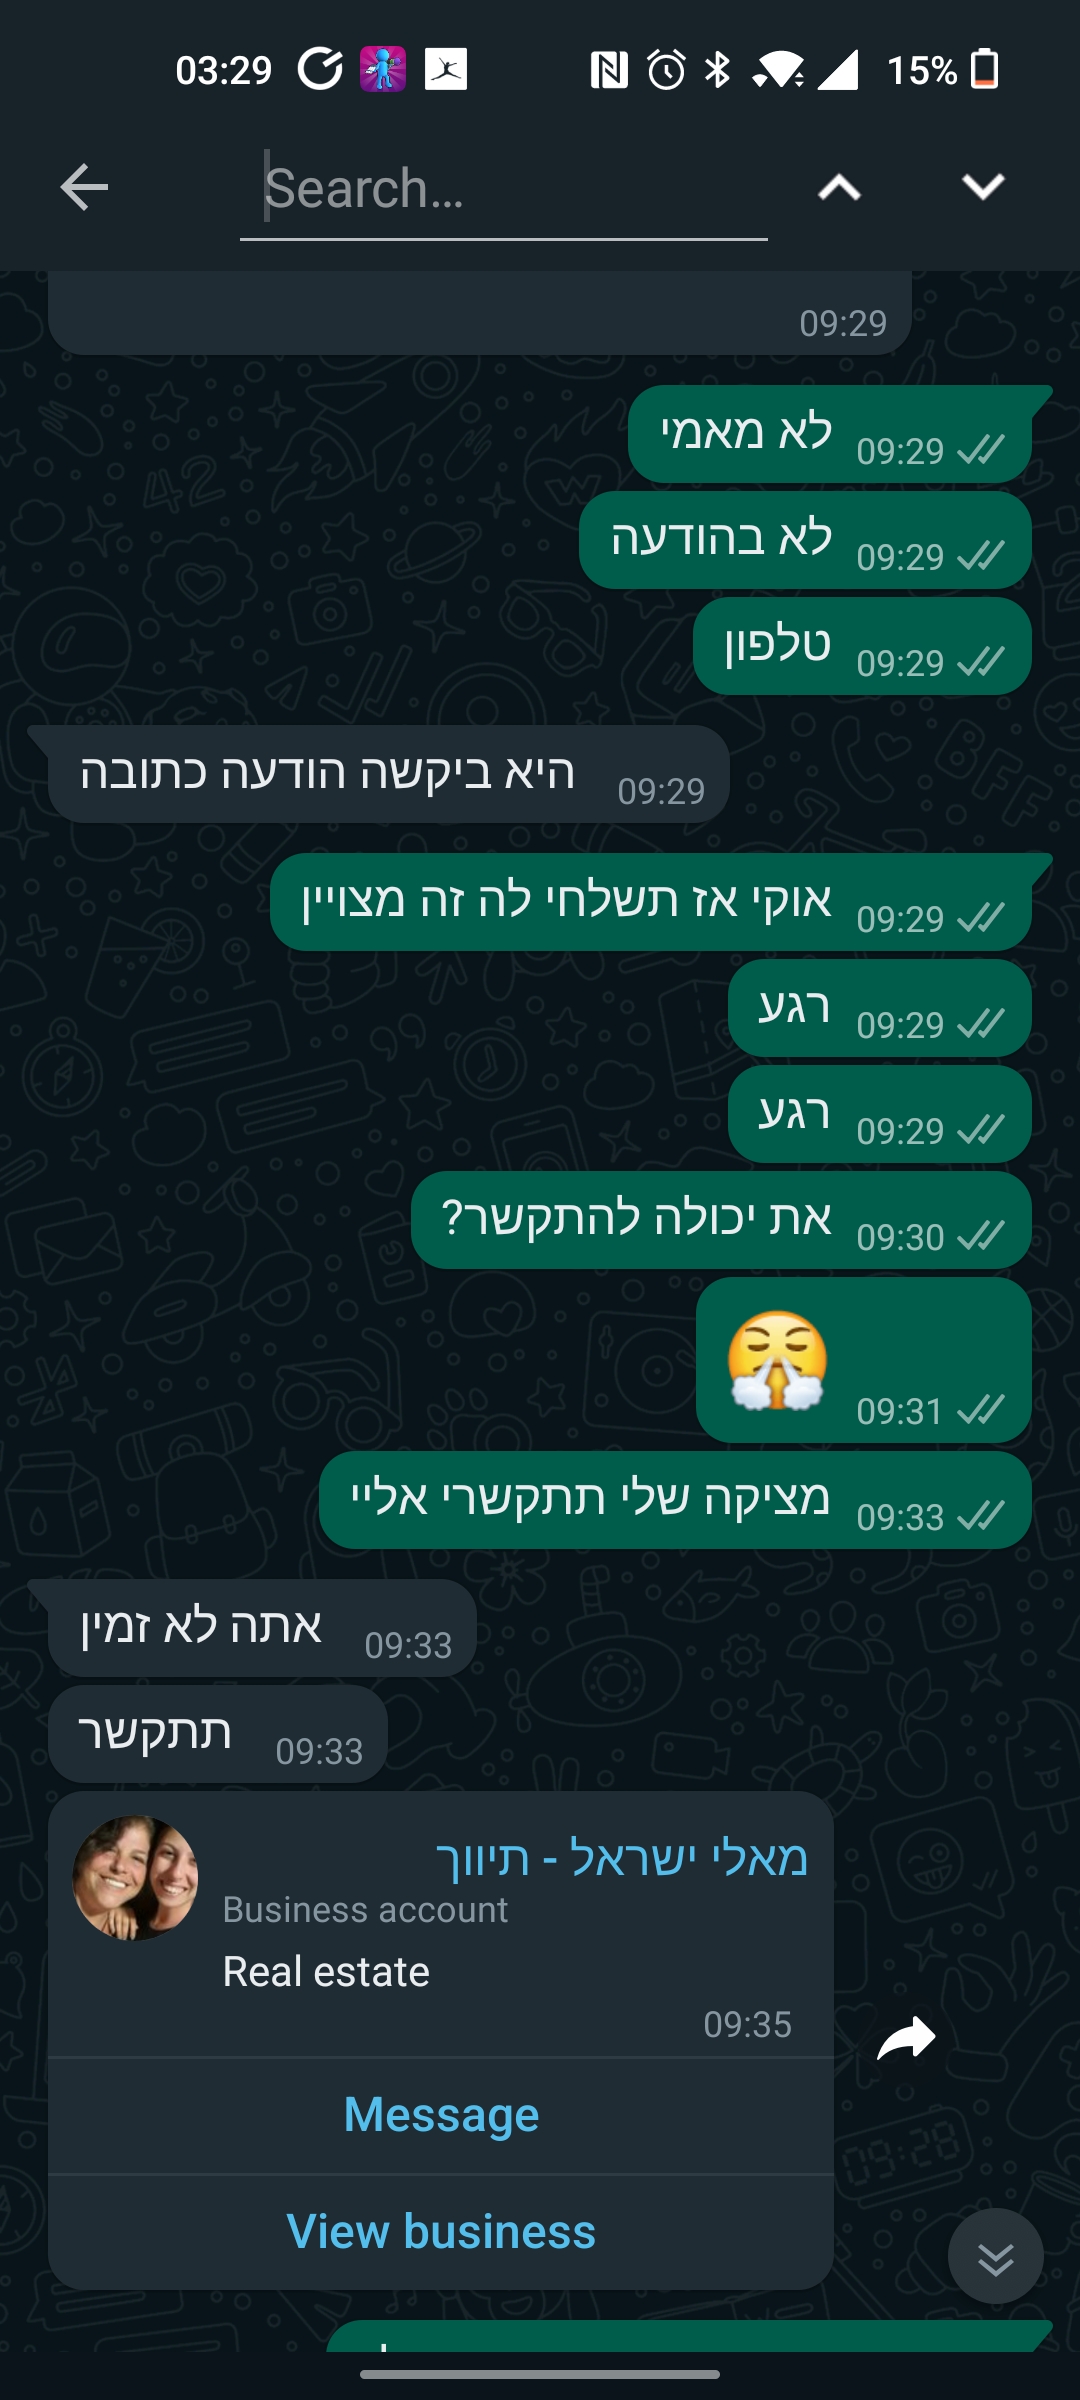 03:29
15%
Search...
09:29
לא מאמי
09:29
לא בהודעה
09:29
טלפון
09:29
היא ביקשה הודעה כתובה
09:29
אוקי אז תשלחי לה זה מצויין
09:29
רגע
09:29
רגע
09:29
את יכולה להתקשר?
09:30
09:31
מציקה שלי תתקשרי אליי
09:33
אתה לא זמין
09:33
תתקשר
09:33
מאלי ישראל - תיווך
Business account
Real estate
09:35
Message
View business